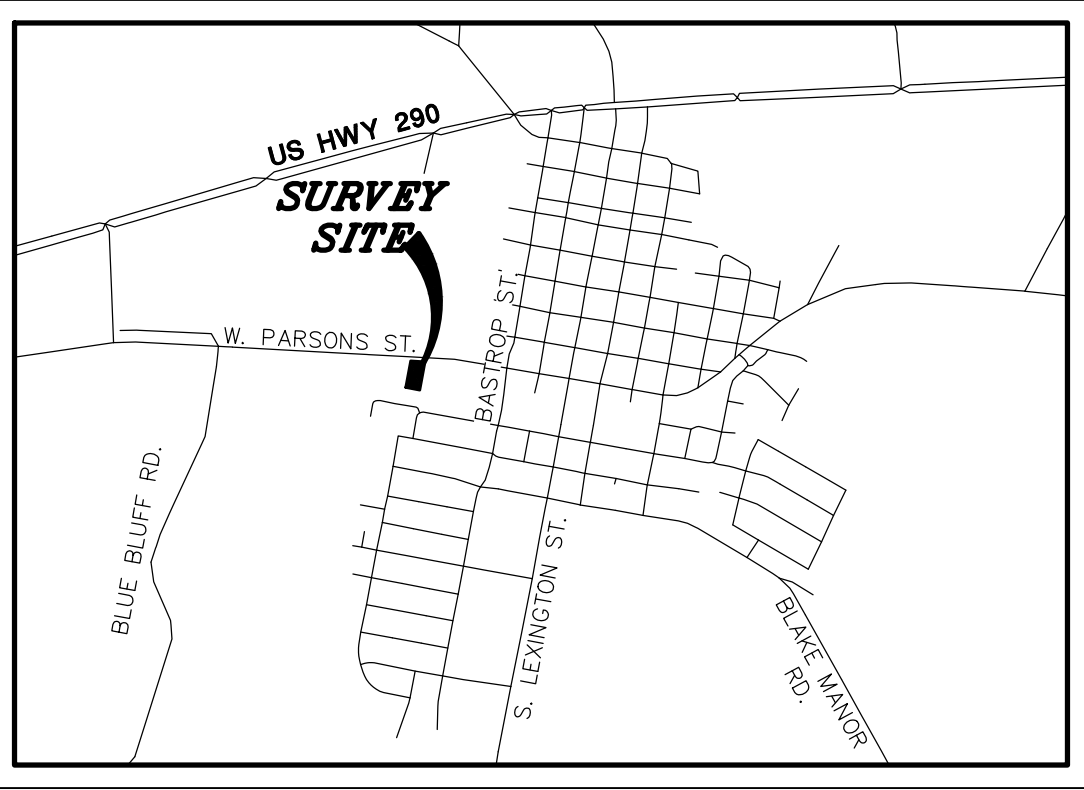 US HWY 290
SURVEY
SITE
W. PARSONS ST.
BASTROP ST.
BLUE BLUFF RD.
S. LEXINGTON ST.
BLAKE MANOR
RD.